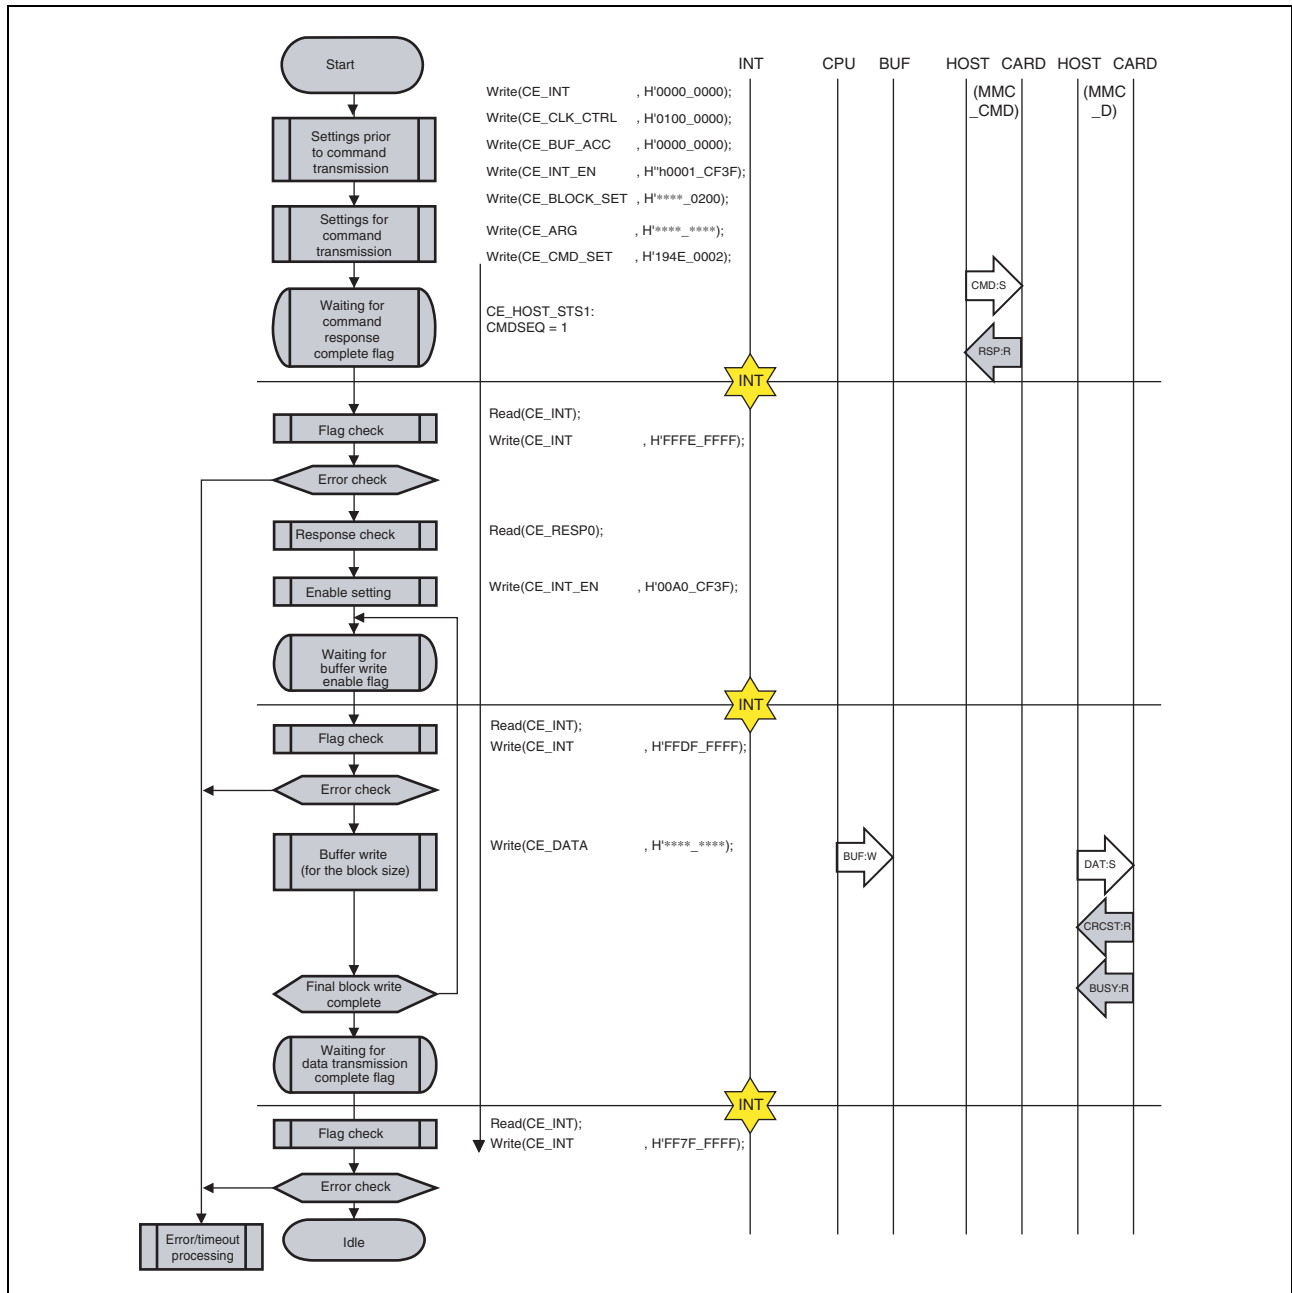 Start
INT CPU BUF HOST CARD HOST CARD
(MMC
_CMD)
(MMC
_D)
Write(CE_INT , H'0000_0000);
Write(CE_CLK_CTRL , H'0100_0000);
Settings prior
to command
transmission
Write(CE_BUF_ACC , H'0000_0000);
Write(CE_INT_EN , H''h0001_CF3F);
Write(CE_BLOCK_SET , H'****_0200);
Settings for
command
transmission
Write(CE_ARG , H'****_****);
Write(CE_CMD_SET , H'194E_0002);
CMD:S
Waiting for
command
response
complete flag
CE_HOST_STS1:
CMDSEQ = 1
RSP:R
INT
Flag check
Read(CE_INT);
Write(CE_INT , H'FFFE_FFFF);
Error check
Response check
Read(CE_RESP0);
Enable setting
Write(CE_INT_EN , H'00A0_CF3F);
Waiting for
buffer write
enable flag
INT
Flag check
Read(CE_INT);
Write(CE_INT , H'FFDF_FFFF);
Error check
Buffer write
(for the block size)
Write(CE_DATA , H'****_****);
BUF:W
DAT:S
CRCST:R
BUSY:R
Final block write
complete
Waiting for
data transmission
complete flag
INT
Flag check
Read(CE_INT);
Write(CE_INT , H'FF7F_FFFF);
Error check
Error/timeout
processing
Idle